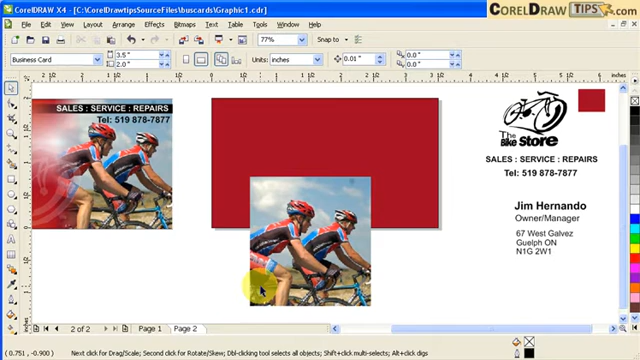 CorelDRAW X4 - [C:\CorelDrawtipsSourceFiles\buscards\Graphic1.cdr]
CORELDRAW TIPS.com
File Edit View Layout Arrange Effects Bitmaps Text Table Tools Window Help
77% Snap to
Business Card 3.5 " 2.0 " Units: inches 0.01 " 0.0 " 0.0 "
inches
SALES : SERVICE : REPAIRS
Tel: 519 878-7877
The
Bike Store
SALES : SERVICE : REPAIRS
Tel: 519 878-7877
Jim Hernando
Owner/Manager
67 West Galvez
Guelph ON
N1G 2W1
2 of 2 Page 1 Page 2
(0.751, -0.900) Next click for Drag/Scale; Second click for Rotate/Skew; Dbl-clicking tool selects all objects; Shift+click multi-selects; Alt+click digs